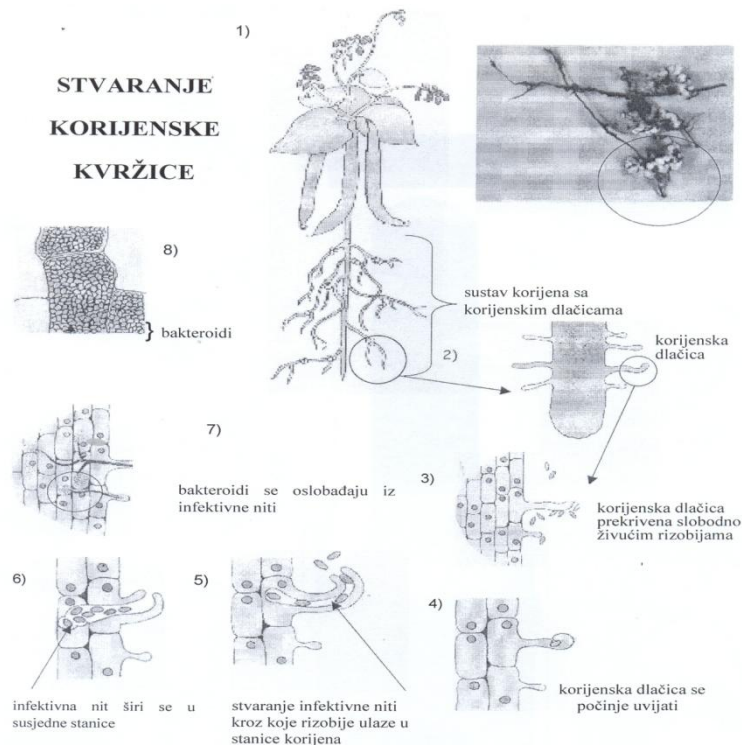 STVARANJE
KORIJENSKE
KVRŽICE
1)
sustav korijena sa
korijenskim dlačicama
2)
korijenska
dlačica
3)
korijenska dlačica
prekrivena slobodno
živućim rizobijama
4)
korijenska dlačica se
počinje uvijati
5)
stvaranje infektivne niti
kroz koje rizobije ulaze u
stanice korijena
6)
infektivna nit širi se u
susjedne stanice
7)
bakteroidi se oslobađaju iz
infektivne niti
8)
} bakteroidi